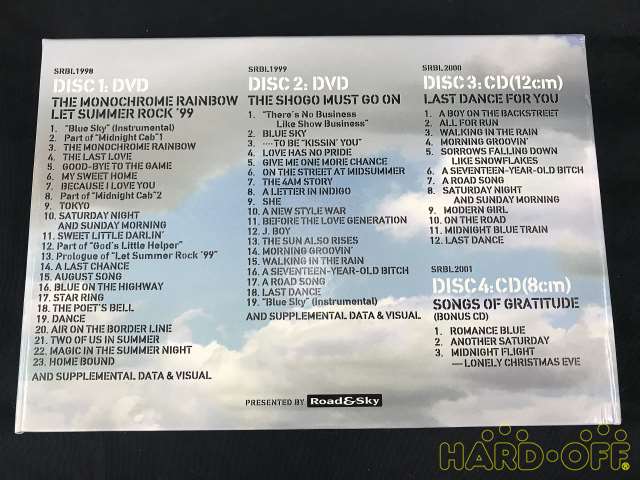 SRBL1998
DISC 1: DVD
THE MONOCHROME RAINBOW
LET SUMMER ROCK '99
1. "Blue Sky" (Instrumental)
2. Part of "Midnight Cab"1
3. THE MONOCHROME RAINBOW
4. THE LAST LOVE
5. GOOD-BYE TO THE GAME
6. MY SWEET HOME
7. BECAUSE I LOVE YOU
8. Part of "Midnight Cab"2
9. TOKYO
10. SATURDAY NIGHT
AND SUNDAY MORNING
11. SWEET LITTLE DARLIN'
12. Part of "God's Little Helper"
13. Prologue of "Let Summer Rock '99"
14. A LAST CHANCE
15. AUGUST SONG
16. BLUE ON THE HIGHWAY
17. STAR RING
18. THE POET'S BELL
19. DANCE
20. AIR ON THE BORDER LINE
21. TWO OF US IN SUMMER
22. MAGIC IN THE SUMMER NIGHT
23. HOME BOUND
AND SUPPLEMENTAL DATA & VISUAL
SRBL1999
DISC 2: DVD
THE SHOGO MUST GO ON
1. "There's No Business
Like Show Business"
2. BLUE SKY
3. ····TO BE "KISSIN' YOU"
4. LOVE HAS NO PRIDE
5. GIVE ME ONE MORE CHANCE
6. ON THE STREET AT MIDSUMMER
7. THE 4AM STORY
8. A LETTER IN INDIGO
9. SHE
10. A NEW STYLE WAR
11. BEFORE THE LOVE GENERATION
12. J. BOY
13. THE SUN ALSO RISES
14. MORNING GROOVIN'
15. WALKING IN THE RAIN
16. A SEVENTEEN-YEAR-OLD BITCH
17. A ROAD SONG
18. LAST DANCE
19. "Blue Sky" (Instrumental)
AND SUPPLEMENTAL DATA & VISUAL
SRBL2000
DISC 3: CD(12cm)
LAST DANCE FOR YOU
1. A BOY ON THE BACKSTREET
2. ALL FOR RUN
3. WALKING IN THE RAIN
4. MORNING GROOVIN'
5. SORROWS FALLING DOWN
LIKE SNOWFLAKES
6. A SEVENTEEN-YEAR-OLD BITCH
7. A ROAD SONG
8. SATURDAY NIGHT
AND SUNDAY MORNING
9. MODERN GIRL
10. ON THE ROAD
11. MIDNIGHT BLUE TRAIN
12. LAST DANCE
SRBL2001
DISC 4: CD(8cm)
SONGS OF GRATITUDE
(BONUS CD)
1. ROMANCE BLUE
2. ANOTHER SATURDAY
3. MIDNIGHT FLIGHT
—LONELY CHRISTMAS EVE
PRESENTED BY Road&Sky
HARD·OFF